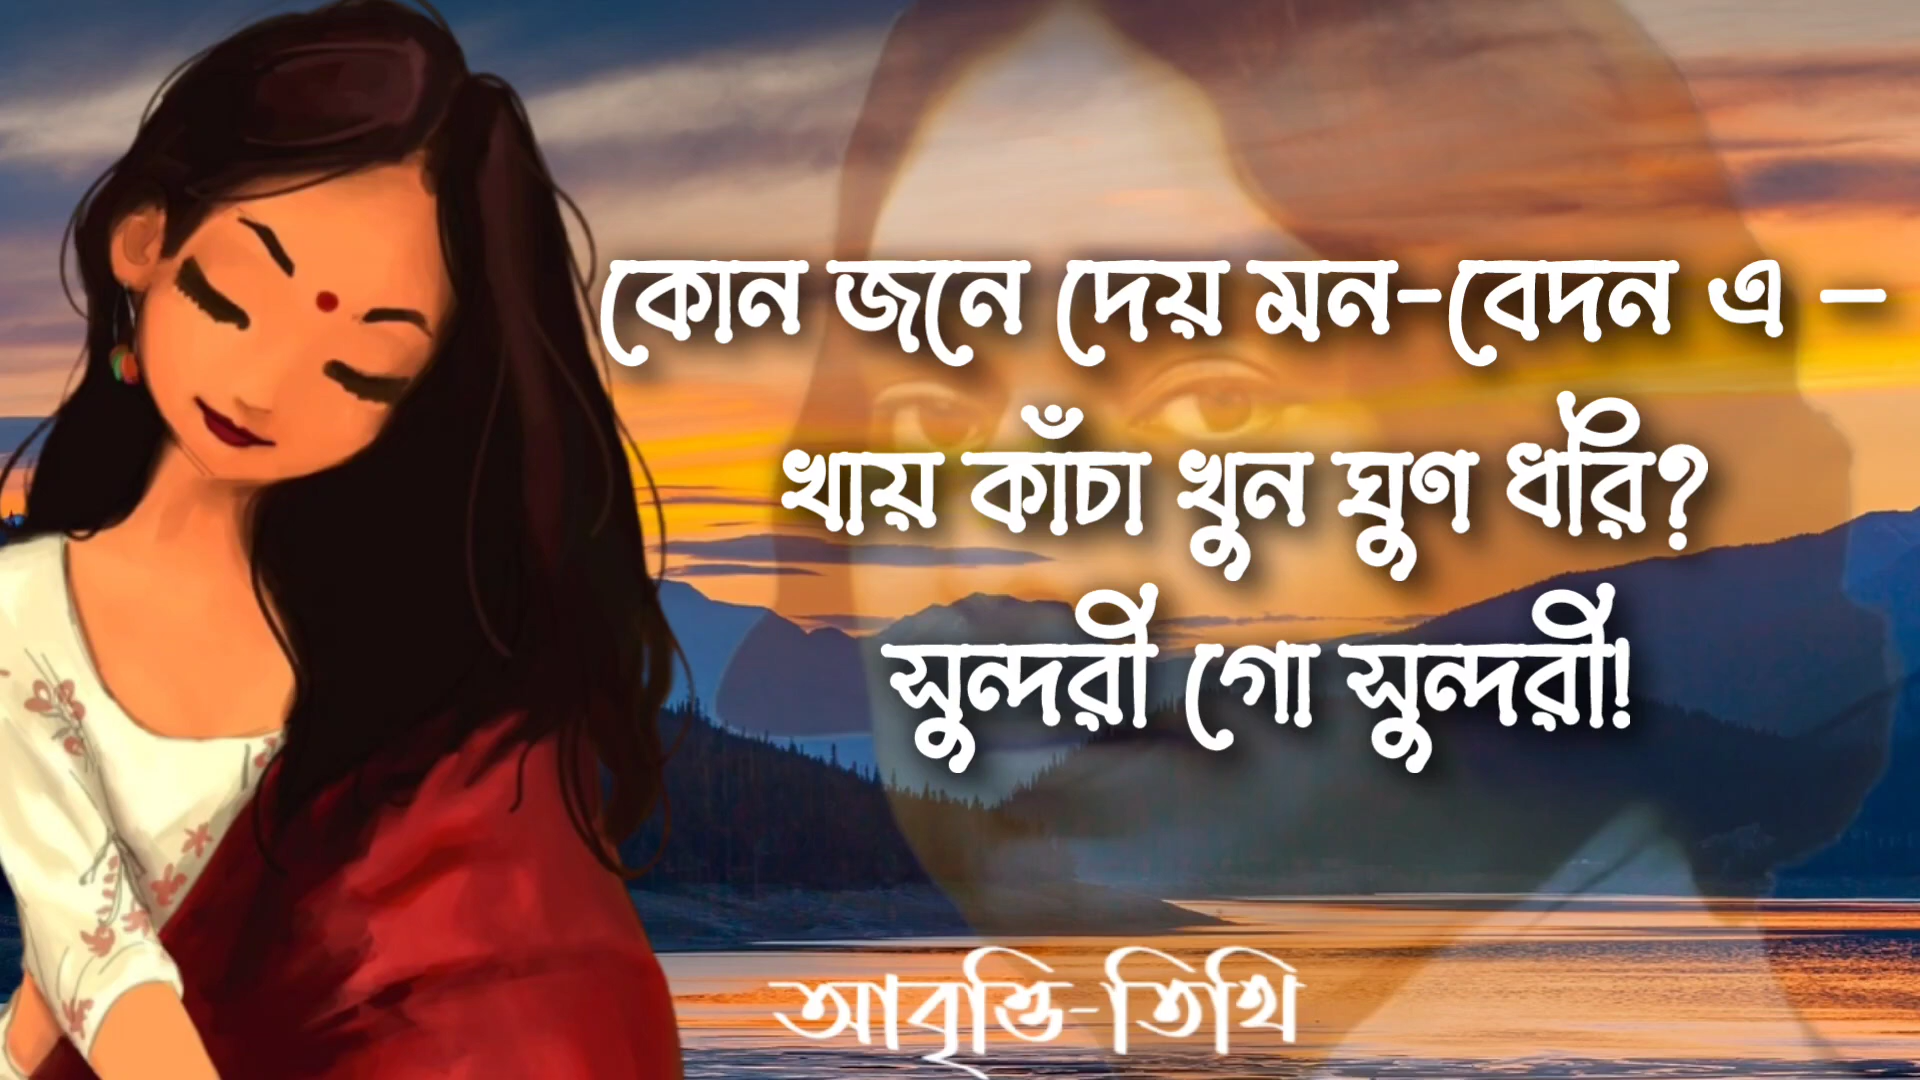 কোন জনে দেয় মন-বেদন এ –
খায় কাঁচা খুন ঘুণ ধরি?
সুন্দরী গো সুন্দরী!
আবৃত্তি-তিথি